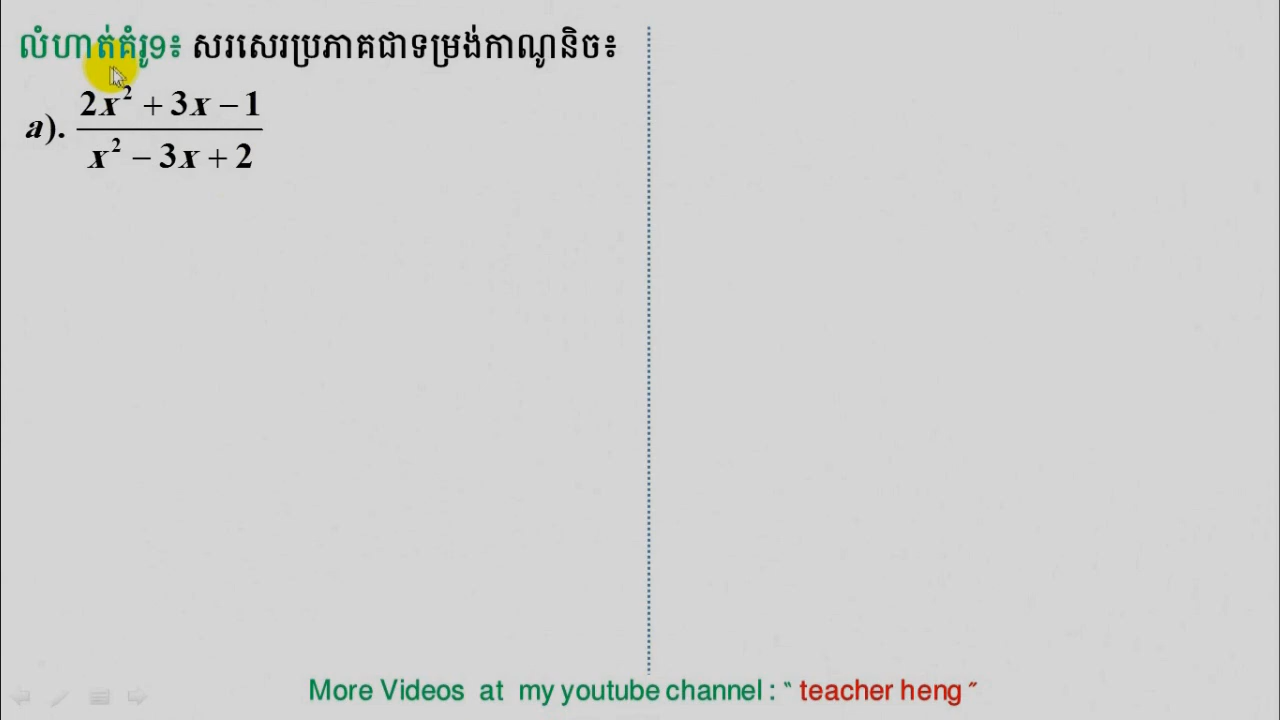 លំហាត់គំរូ9៖ សរសេរប្រភាគជាទម្រង់កាណូនិច៖
a). (2x² + 3x − 1) / (x² − 3x + 2)
More Videos at my youtube channel : “ teacher heng ”